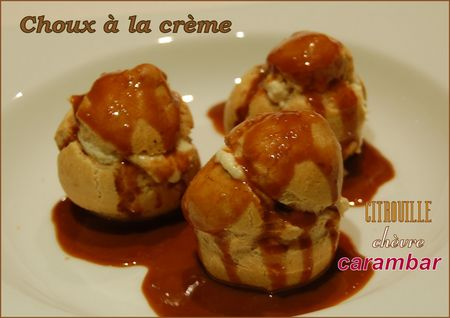 Choux à la crème
CITROUILLE
chèvre
carambar